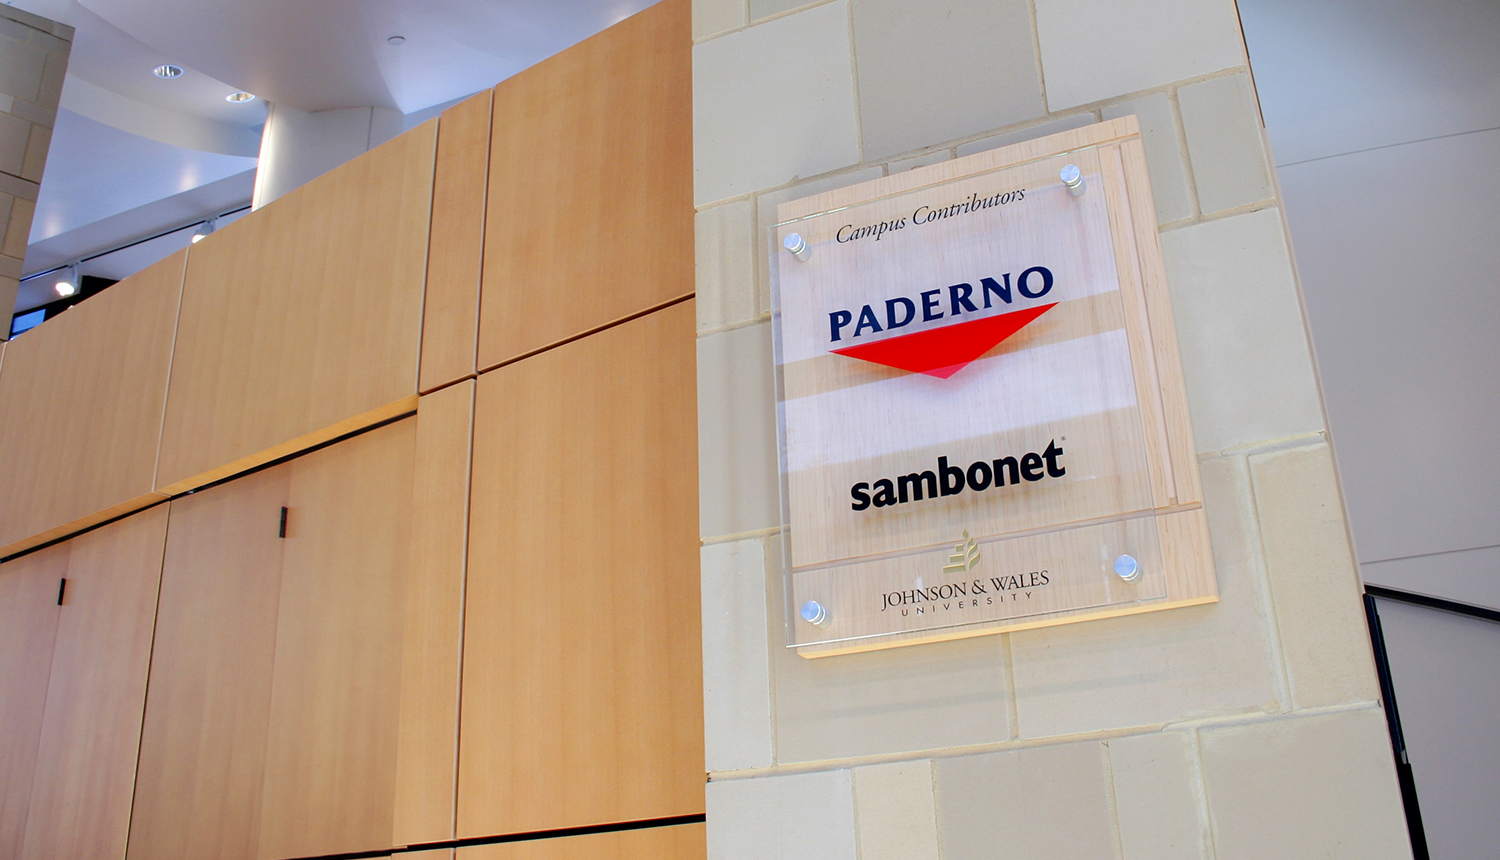 Campus Contributors
PADERNO
sambonet
JOHNSON & WALES
UNIVERSITY